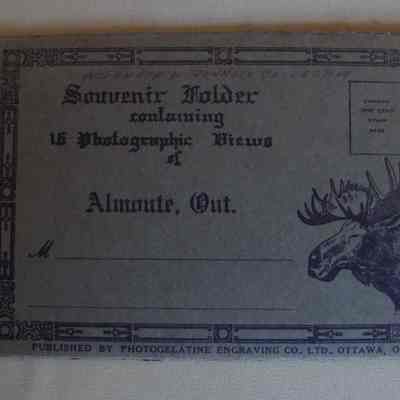 Souvenir Folder
containing
16 Photographic Views
of
Almonte, Ont.
M
PUBLISHED BY PHOTOGELATINE ENGRAVING CO. LTD., OTTAWA, O